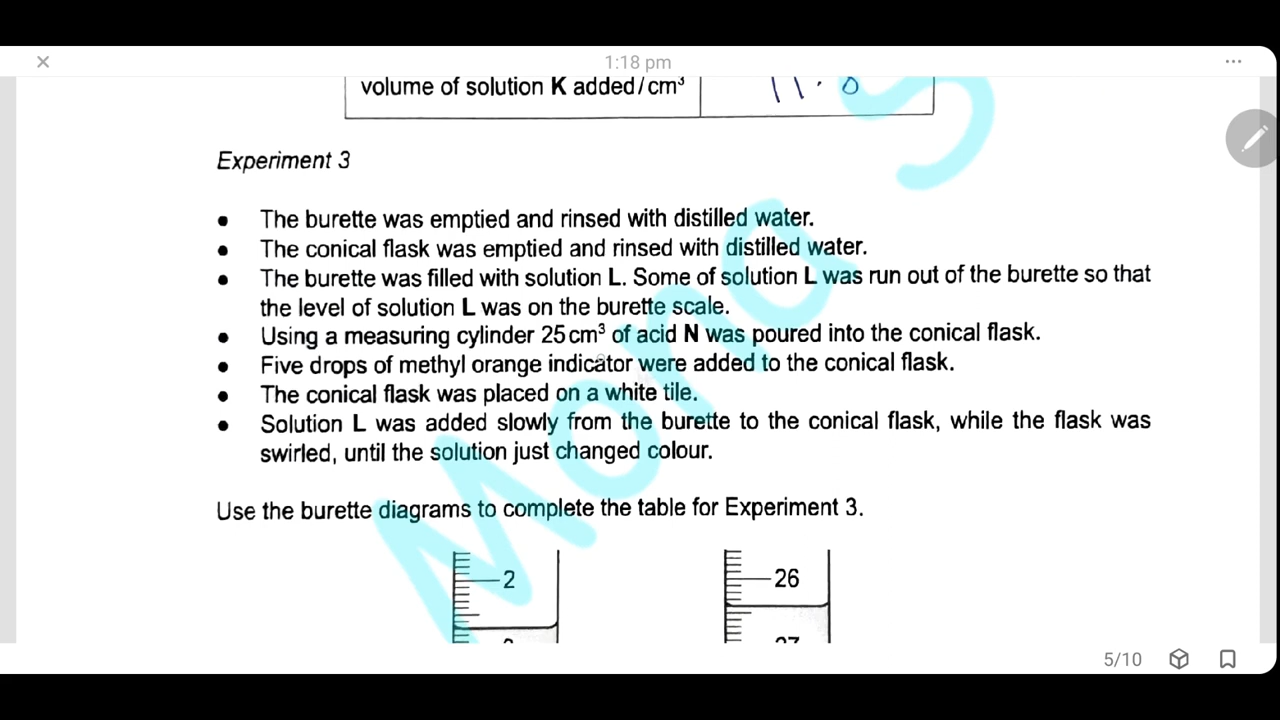 1:18 pm
volume of solution K added/cm³ 11.8
Experiment 3
• The burette was emptied and rinsed with distilled water.
• The conical flask was emptied and rinsed with distilled water.
• The burette was filled with solution L. Some of solution L was run out of the burette so that
the level of solution L was on the burette scale.
• Using a measuring cylinder 25 cm³ of acid N was poured into the conical flask.
• Five drops of methyl orange indicator were added to the conical flask.
• The conical flask was placed on a white tile.
• Solution L was added slowly from the burette to the conical flask, while the flask was
swirled, until the solution just changed colour.
Use the burette diagrams to complete the table for Experiment 3.
2 26
27
5/10
Mona S